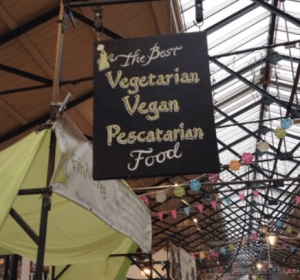 the Best
Vegetarian
Vegan
Pescatarian
Food